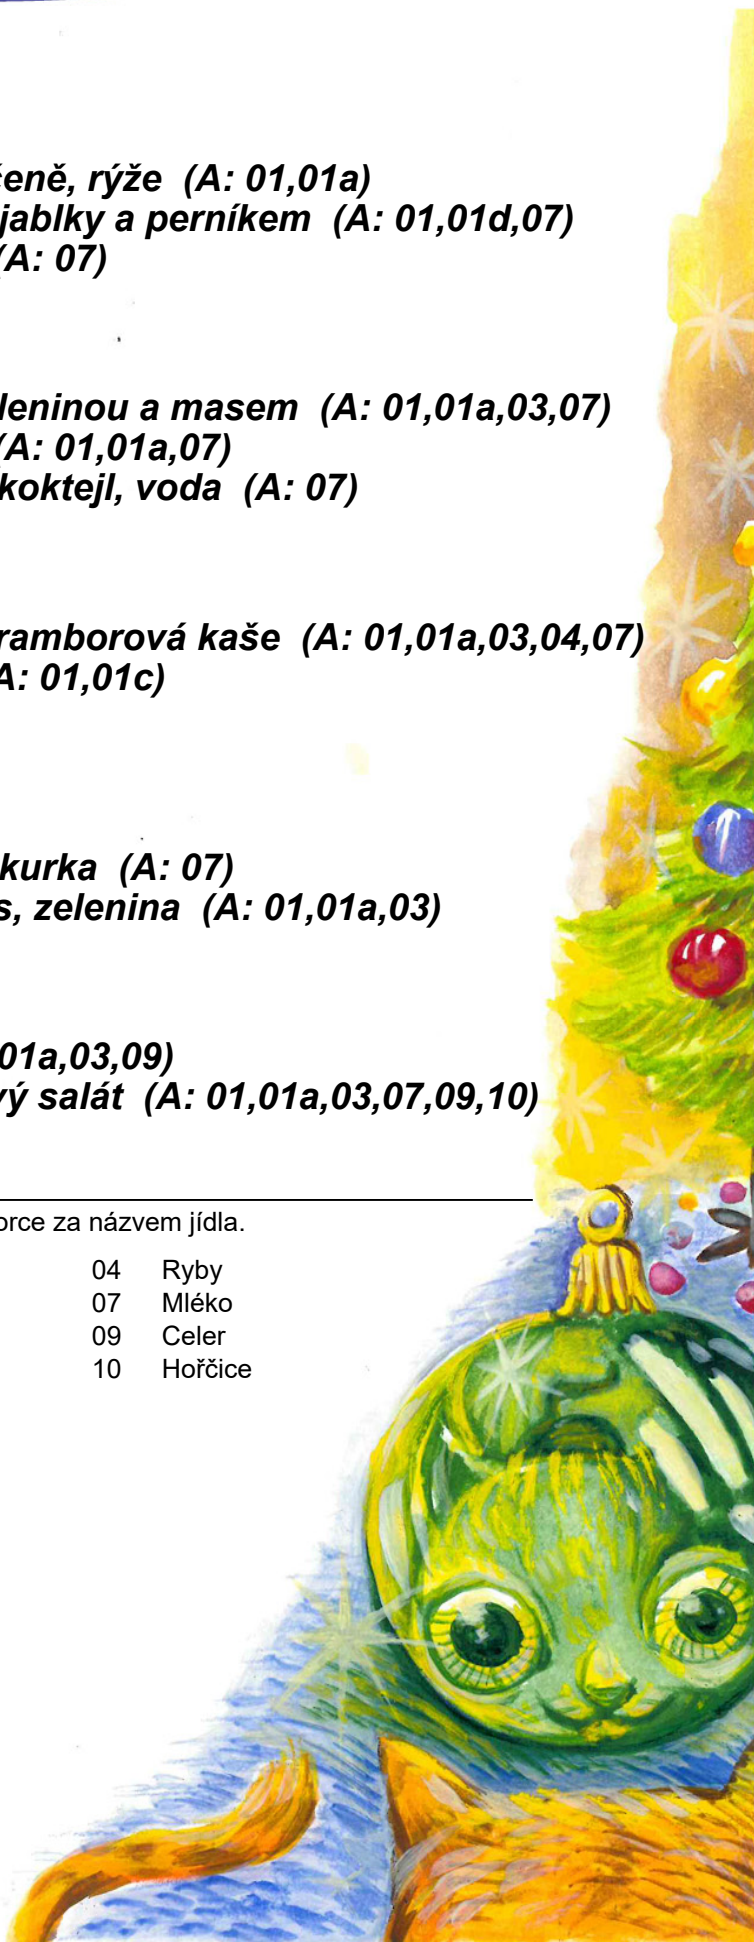 eně, rýže (A: 01,01a)
jablky a perníkem (A: 01,01d,07)
(A: 07)
leninou a masem (A: 01,01a,03,07)
(A: 01,01a,07)
koktejl, voda (A: 07)
ramborová kaše (A: 01,01a,03,04,07)
A: 01,01c)
kurka (A: 07)
s, zelenina (A: 01,01a,03)
01a,03,09)
vý salát (A: 01,01a,03,07,09,10)
orce za názvem jídla.
04 Ryby
07 Mléko
09 Celer
10 Hořčice